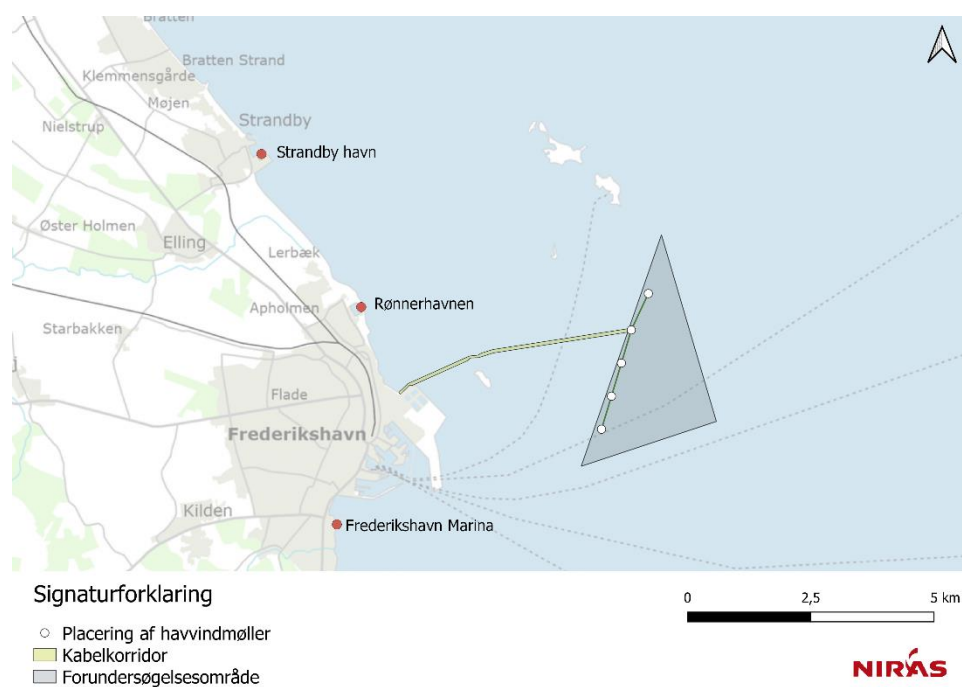 Bratten
Bratten Strand
Klemmensgårde
Møjen
Strandby
Nielstrup
Strandby havn
Øster Holmen
Elling
Lerbæk
Rønnerhavnen
Apholmen
Starbakken
Flade
Frederikshavn
Kilden
Frederikshavn Marina
Signaturforklaring
0 2,5 5 km
Placering af havvindmøller
Kabelkorridor
Forundersøgelsesområde
NIRAS